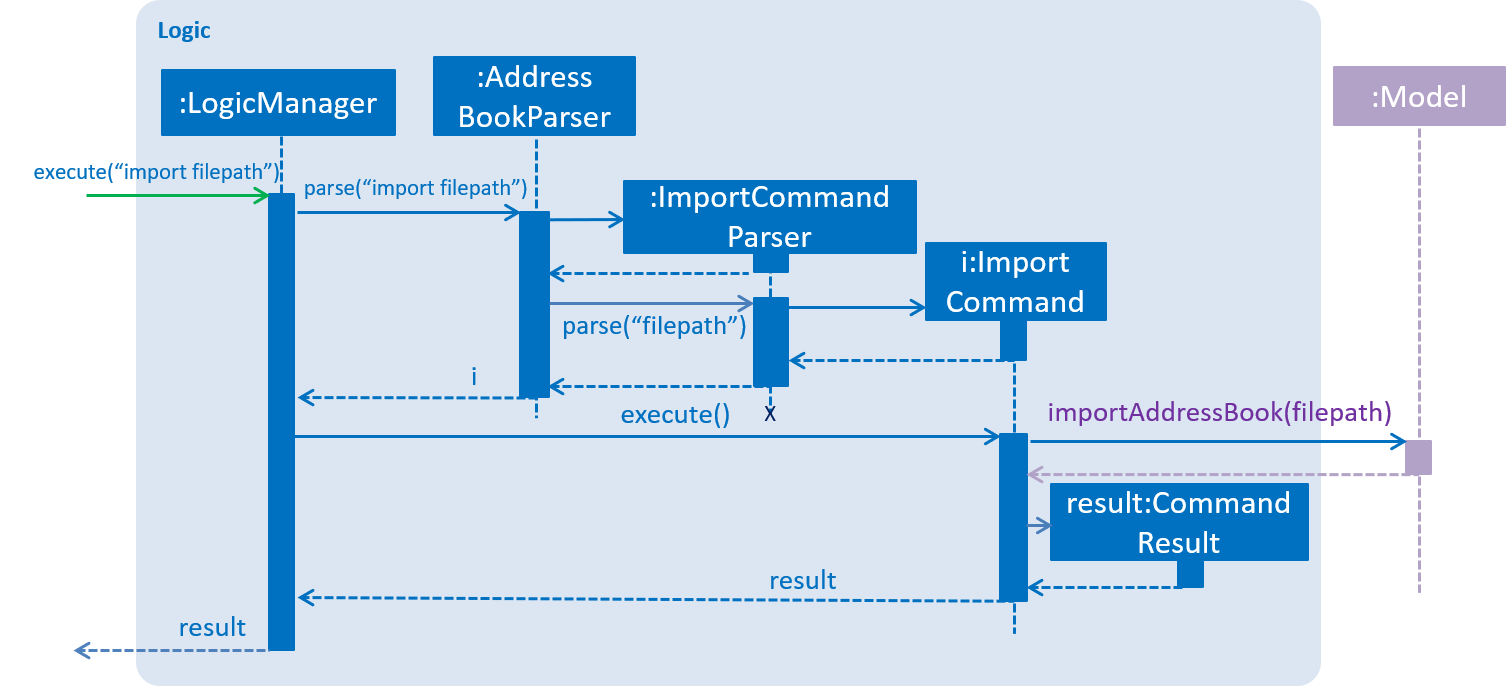 Logic
:LogicManager
:Address
BookParser
:Model
execute(“import filepath”)
parse(“import filepath”)
:ImportCommand
Parser
i:Import
Command
parse(“filepath”)
i
execute()
X
importAddressBook(filepath)
result:Command
Result
result
result